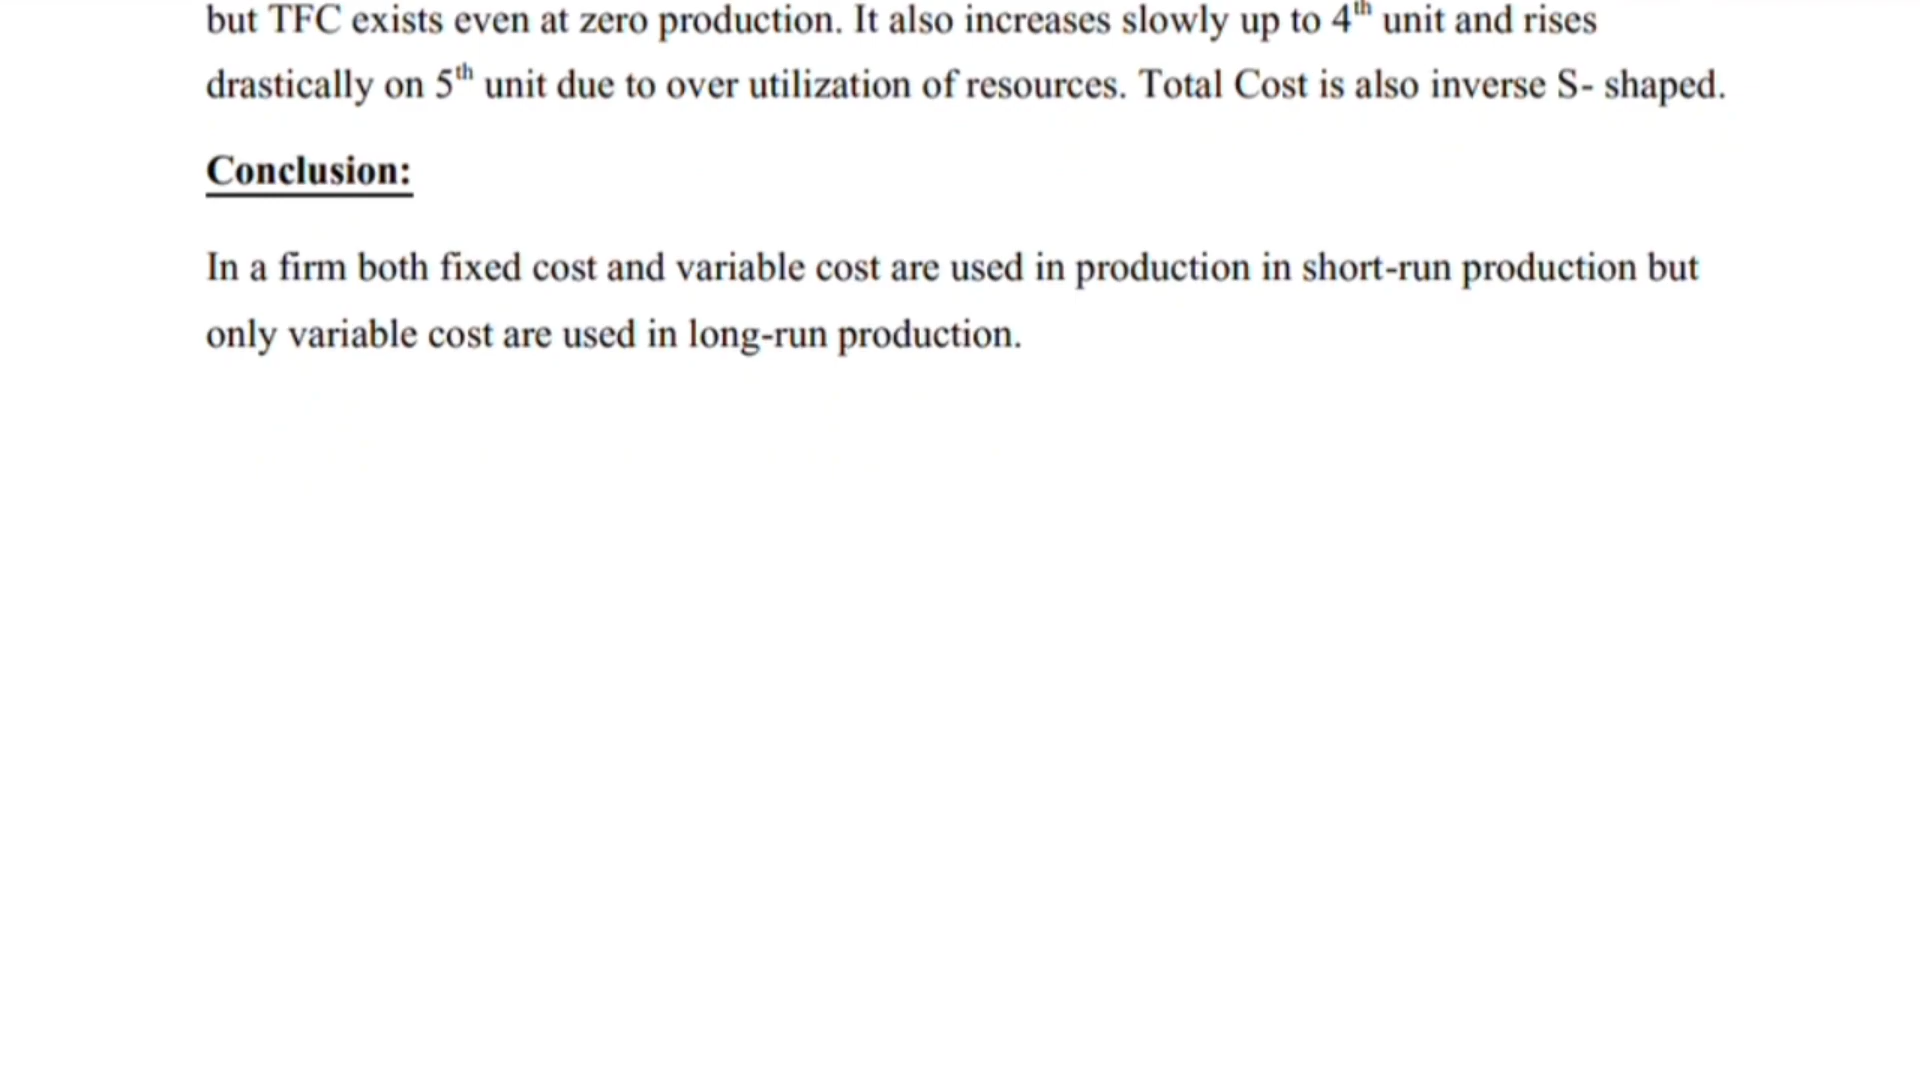 but TFC exists even at zero production. It also increases slowly up to 4th unit and rises
drastically on 5th unit due to over utilization of resources. Total Cost is also inverse S- shaped.
Conclusion:
In a firm both fixed cost and variable cost are used in production in short-run production but
only variable cost are used in long-run production.